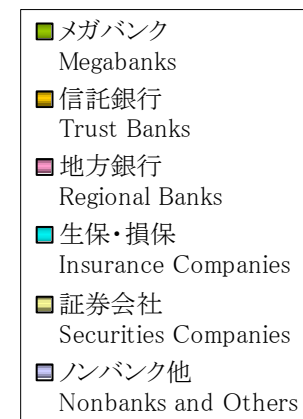 メガバンク
Megabanks
信託銀行
Trust Banks
地方銀行
Regional Banks
生保・損保
Insurance Companies
証券会社
Securities Companies
ノンバンク他
Nonbanks and Others